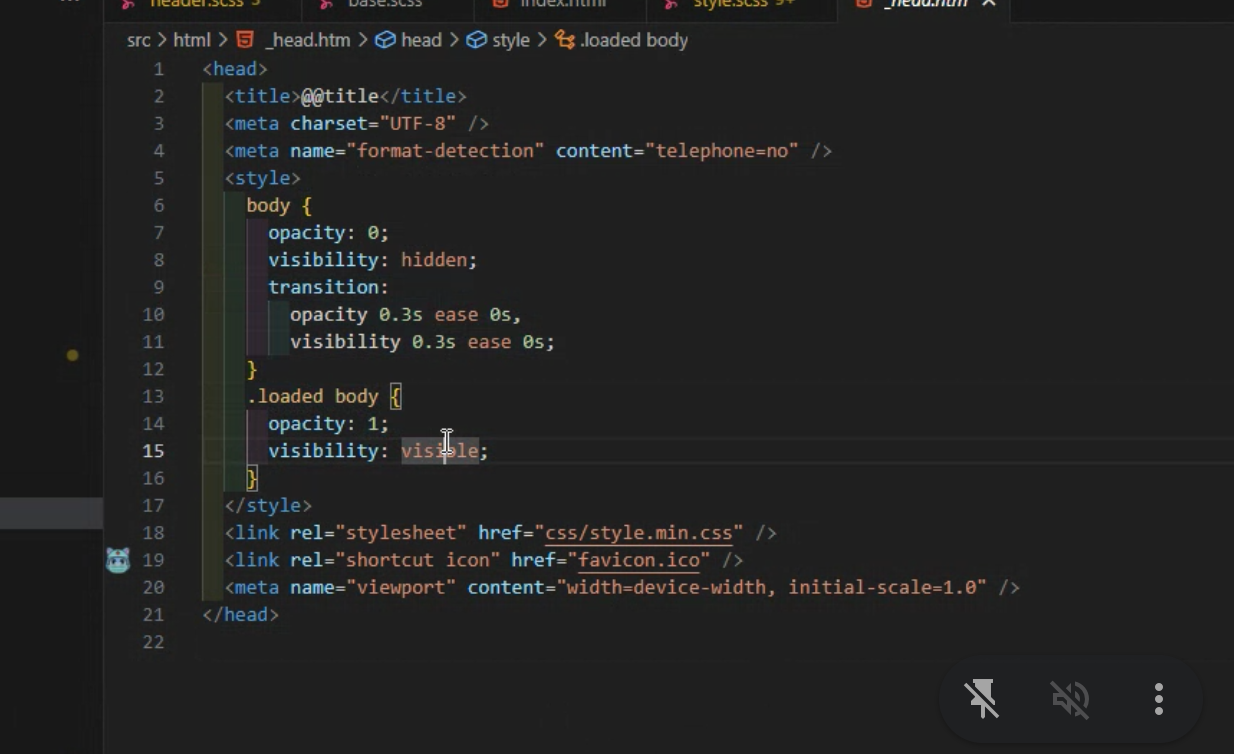 header.scss 3 base.scss index.html style.scss 9+ _head.htm
src > html > _head.htm > head > style > .loaded body
1 <head>
2 <title>@@title</title>
3 <meta charset="UTF-8" />
4 <meta name="format-detection" content="telephone=no" />
5 <style>
6 body {
7 opacity: 0;
8 visibility: hidden;
9 transition:
10 opacity 0.3s ease 0s,
11 visibility 0.3s ease 0s;
12 }
13 .loaded body {
14 opacity: 1;
15 visibility: visible;
16 }
17 </style>
18 <link rel="stylesheet" href="css/style.min.css" />
19 <link rel="shortcut icon" href="favicon.ico" />
20 <meta name="viewport" content="width=device-width, initial-scale=1.0" />
21 </head>
22